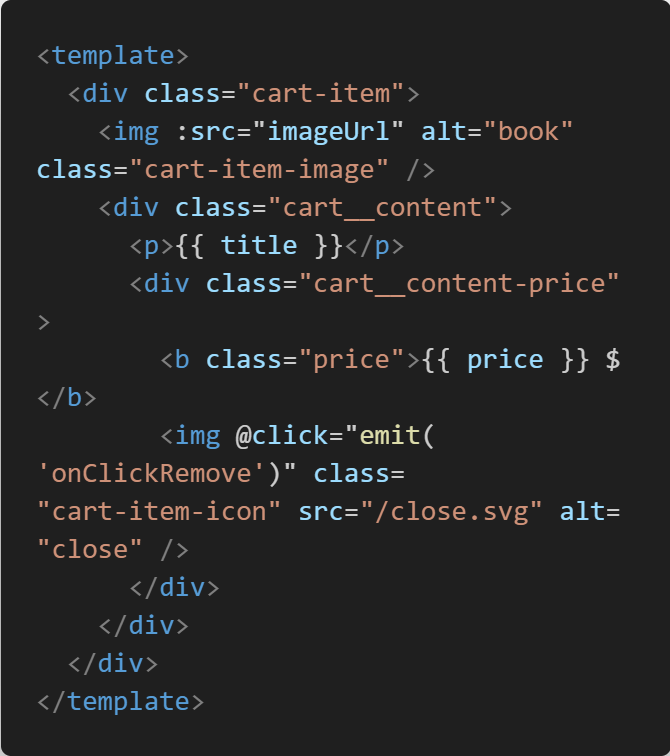 <template>
  <div class="cart-item">
    <img :src="imageUrl" alt="book"
class="cart-item-image" />
    <div class="cart__content">
      <p>{{ title }}</p>
      <div class="cart__content-price"
>
        <b class="price">{{ price }} $
</b>
        <img @click="emit(
'onClickRemove')" class=
"cart-item-icon" src="/close.svg" alt=
"close" />
      </div>
    </div>
  </div>
</template>